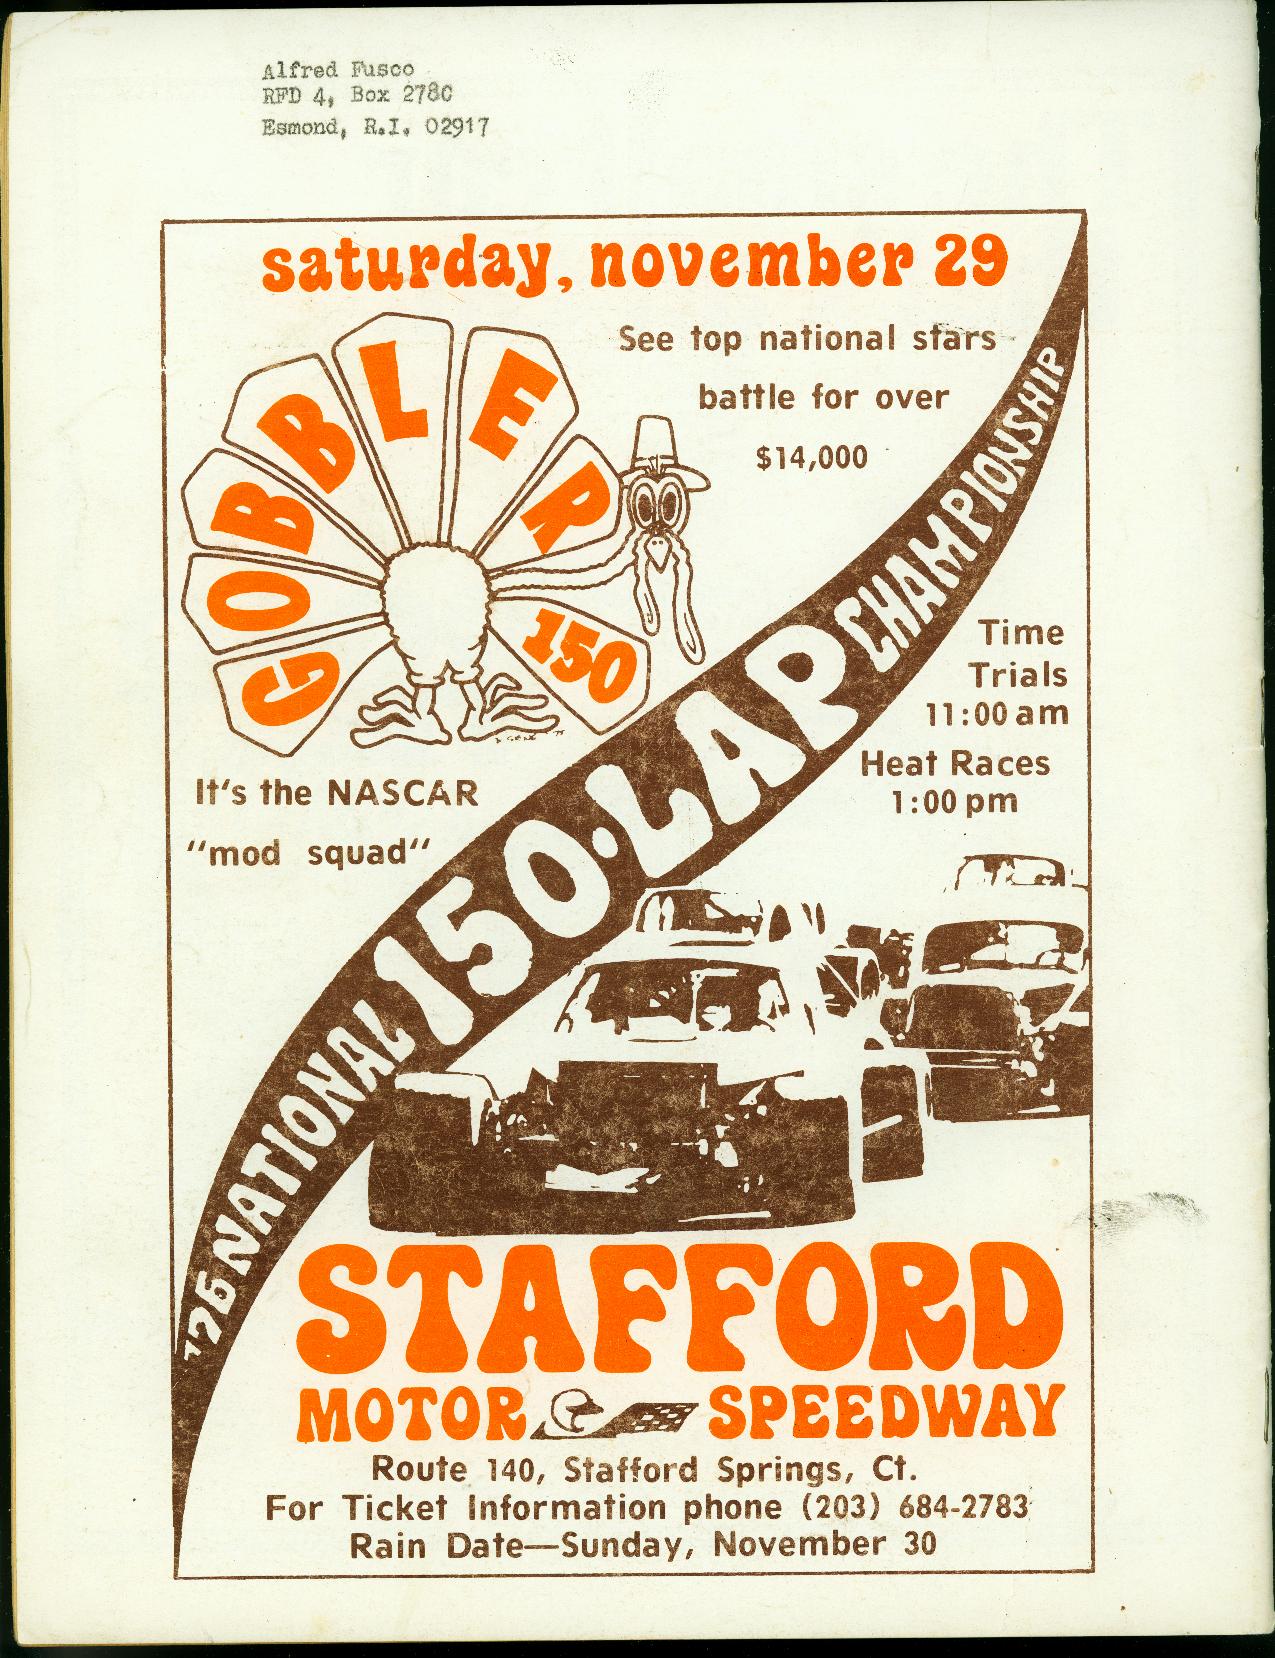 Alfred Fusco
RFD 4, Box 278C
Esmond, R.I. 02917
saturday, november 29
See top national stars
battle for over
$14,000
GOBBLER
150
'76 NATIONAL 150·LAP CHAMPIONSHIP
Time
Trials
11:00 am
Heat Races
1:00 pm
It's the NASCAR
"mod squad"
STAFFORD
MOTOR SPEEDWAY
Route 140, Stafford Springs, Ct.
For Ticket Information phone (203) 684-2783
Rain Date—Sunday, November 30